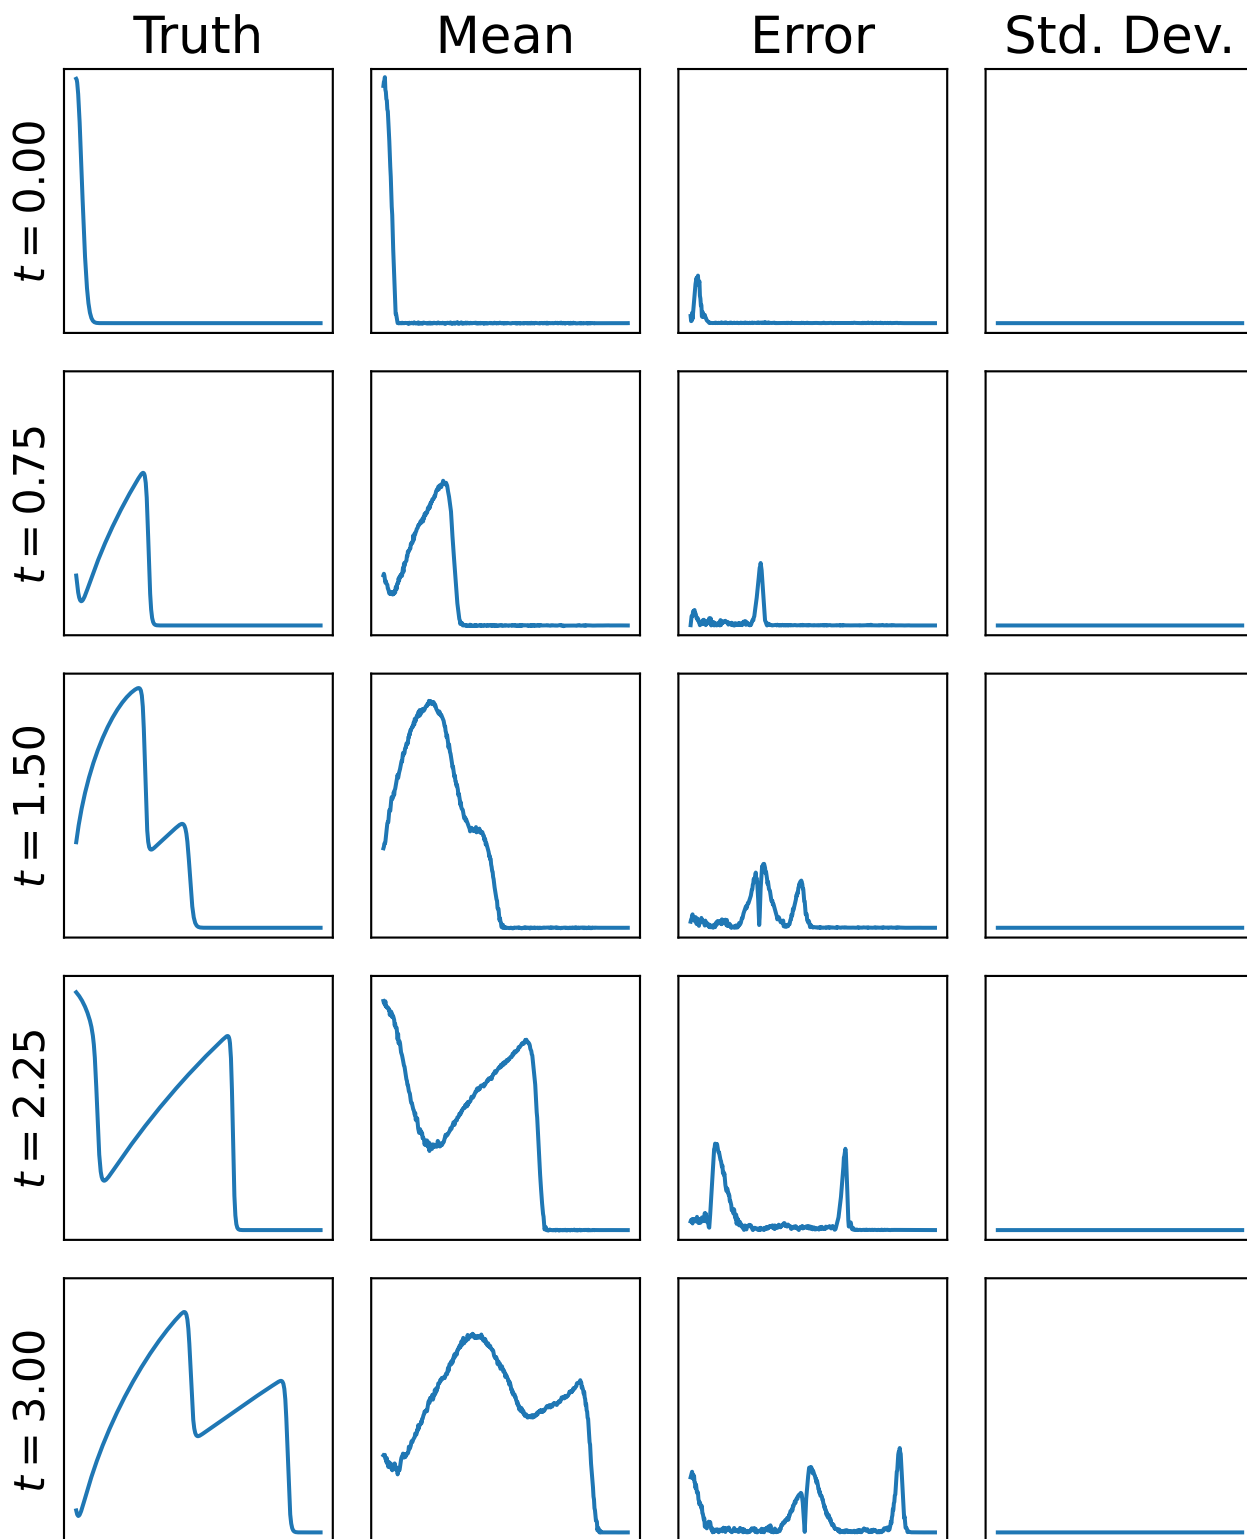 Truth Mean Error Std. Dev.
t = 0.00
t = 0.75
t = 1.50
t = 2.25
t = 3.00